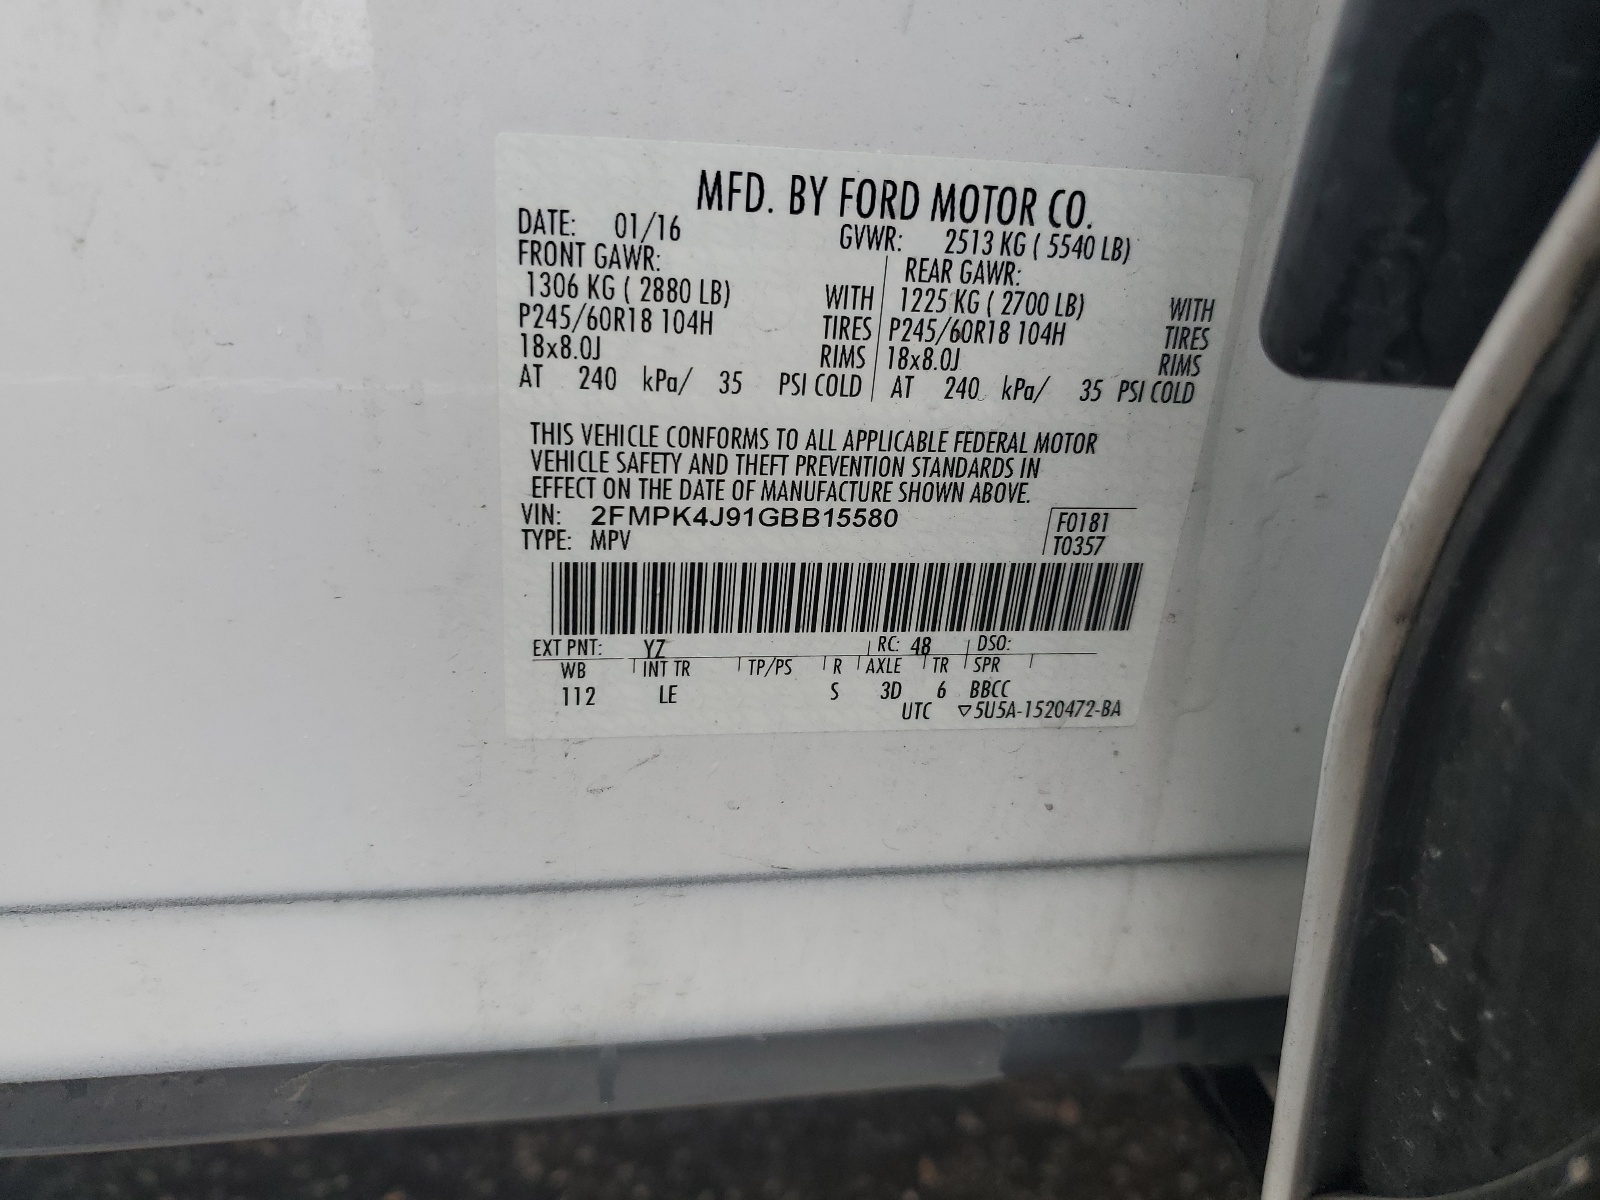 MFD. BY FORD MOTOR CO.
DATE: 01/16 GVWR: 2513 KG ( 5540 LB)
FRONT GAWR: REAR GAWR:
1306 KG ( 2880 LB) WITH 1225 KG ( 2700 LB) WITH
P245/60R18 104H TIRES P245/60R18 104H TIRES
18x8.0J RIMS 18x8.0J RIMS
AT 240 kPa/ 35 PSI COLD AT 240 kPa/ 35 PSI COLD
THIS VEHICLE CONFORMS TO ALL APPLICABLE FEDERAL MOTOR
VEHICLE SAFETY AND THEFT PREVENTION STANDARDS IN
EFFECT ON THE DATE OF MANUFACTURE SHOWN ABOVE.
VIN: 2FMPK4J91GBB15580 F0181
TYPE: MPV T0357
EXT PNT: YZ RC: 48 DSO:
WB INT TR TP/PS R AXLE TR SPR
112 LE S 3D 6 BBCC
UTC ▽5U5A-1520472-BA